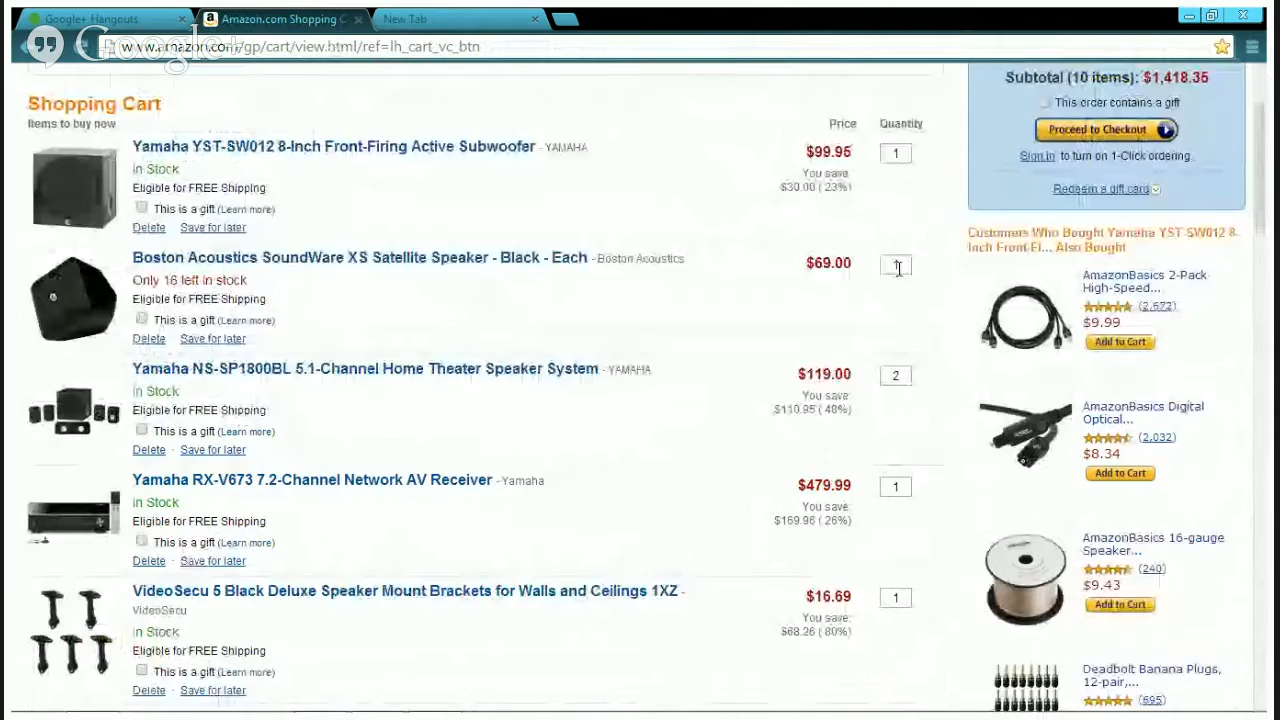 Google+ Hangouts
Amazon.com Shopping C
New Tab
Google+
www.amazon.com/gp/cart/view.html/ref=lh_cart_vc_btn
Shopping Cart
Items to buy now
Price
Quantity
Yamaha YST-SW012 8-Inch Front-Firing Active Subwoofer - YAMAHA
$99.95
1
In Stock
You save:
Eligible for FREE Shipping
$30.00 (23%)
This is a gift (Learn more)
Delete
Save for later
Boston Acoustics SoundWare XS Satellite Speaker - Black - Each - Boston Acoustics
$69.00
Only 16 left in stock
Eligible for FREE Shipping
This is a gift (Learn more)
Delete
Save for later
Yamaha NS-SP1800BL 5.1-Channel Home Theater Speaker System - YAMAHA
$119.00
2
In Stock
You save:
Eligible for FREE Shipping
$110.95 (48%)
This is a gift (Learn more)
Delete
Save for later
Yamaha RX-V673 7.2-Channel Network AV Receiver - Yamaha
$479.99
1
In Stock
You save:
Eligible for FREE Shipping
$169.96 (26%)
This is a gift (Learn more)
Delete
Save for later
VideoSecu 5 Black Deluxe Speaker Mount Brackets for Walls and Ceilings 1XZ -
VideoSecu
$16.69
1
In Stock
You save:
Eligible for FREE Shipping
$68.26 (80%)
This is a gift (Learn more)
Delete
Save for later
Subtotal (10 items): $1,418.35
This order contains a gift
Proceed to Checkout
Sign in to turn on 1-Click ordering.
Redeem a gift card
Customers Who Bought Yamaha YST-SW012 8-
Inch Front-Fi... Also Bought
AmazonBasics 2-Pack
High-Speed...
(2,672)
$9.99
Add to Cart
AmazonBasics Digital
Optical...
(2,032)
$8.34
Add to Cart
AmazonBasics 16-gauge
Speaker...
(240)
$9.43
Add to Cart
Deadbolt Banana Plugs,
12-pair,...
(695)